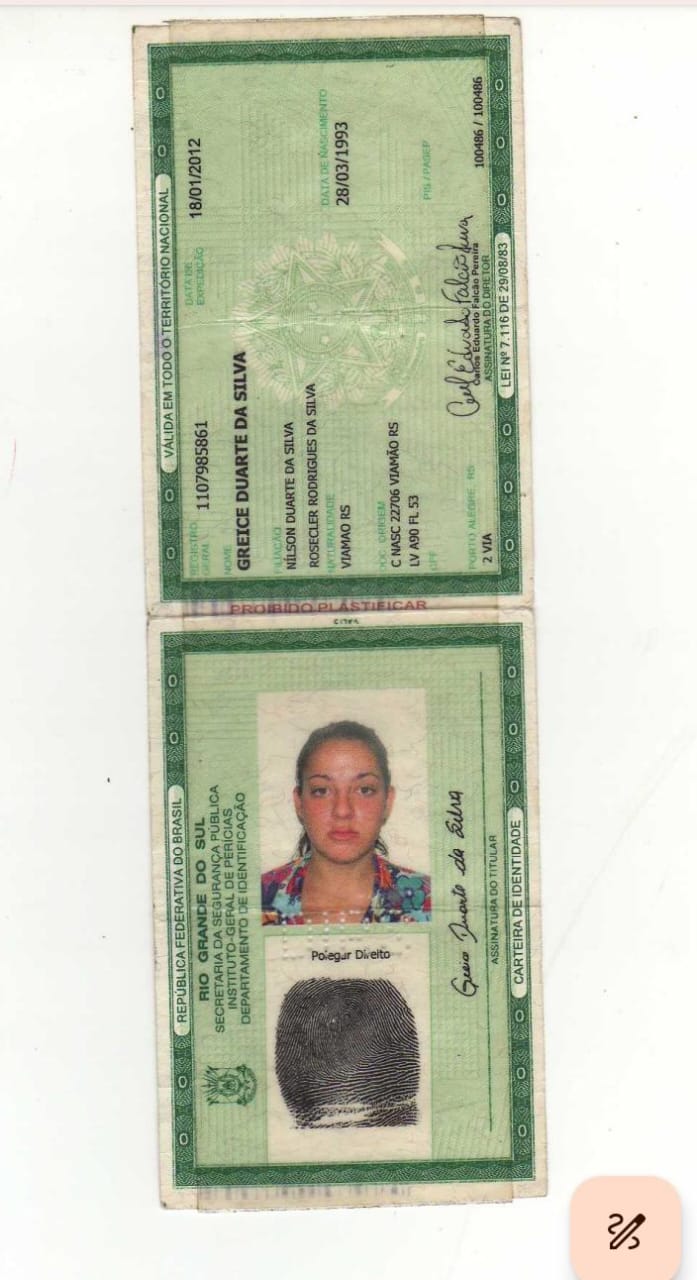 REPÚBLICA FEDERATIVA DO BRASIL
RIO GRANDE DO SUL
SECRETARIA DA SEGURANÇA PÚBLICA
INSTITUTO-GERAL DE PERÍCIAS
DEPARTAMENTO DE IDENTIFICAÇÃO
Polegar Direito
Greice Duarte da Silva
ASSINATURA DO TITULAR
CARTEIRA DE IDENTIDADE
PROIBIDO PLASTIFICAR
VÁLIDA EM TODO O TERRITÓRIO NACIONAL
REGISTRO GERAL 1107985861
DATA DE EXPEDIÇÃO 18/01/2012
NOME
GREICE DUARTE DA SILVA
FILIAÇÃO
NÍLSON DUARTE DA SILVA
ROSECLER RODRIGUES DA SILVA
NATURALIDADE
VIAMAO RS
DATA DE NASCIMENTO
28/03/1993
DOC. ORIGEM
C NASC 22706 VIAMÃO RS
LV A90 FL 53
CPF
PIS / PASEP
PORTO ALEGRE, RS
2 VIA
Carlos Eduardo Falcão Pereira
ASSINATURA DO DIRETOR
100486 / 100486
LEI Nº 7.116 DE 29/08/83